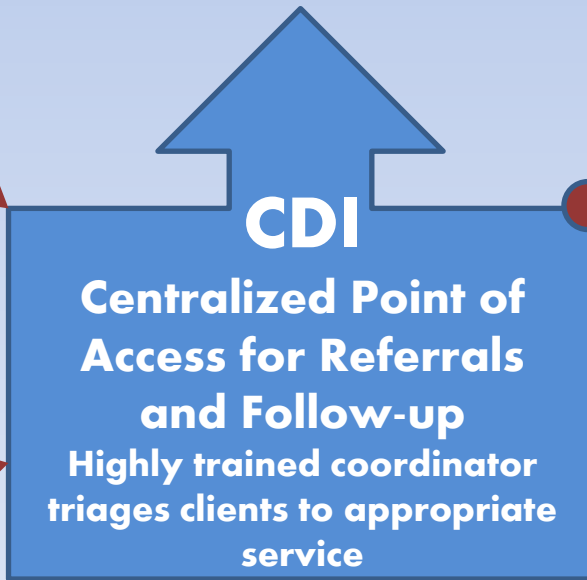 CDI
Centralized Point of
Access for Referrals
and Follow-up
Highly trained coordinator
triages clients to appropriate
service